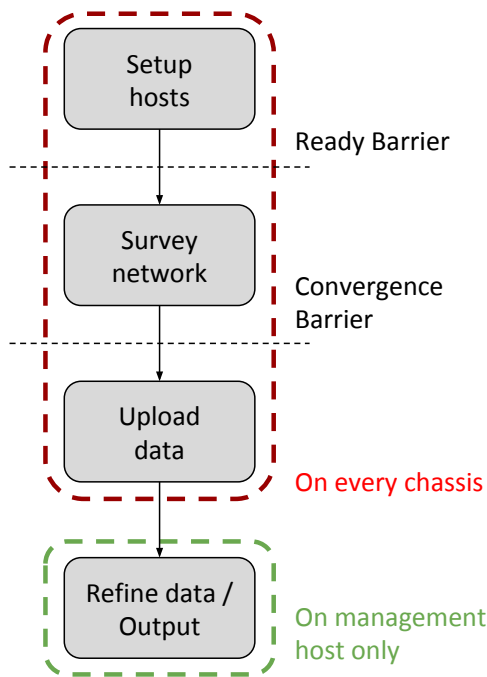 Setup
hosts
Ready Barrier
Survey
network
Convergence
Barrier
Upload
data
On every chassis
Refine data /
Output
On management
host only